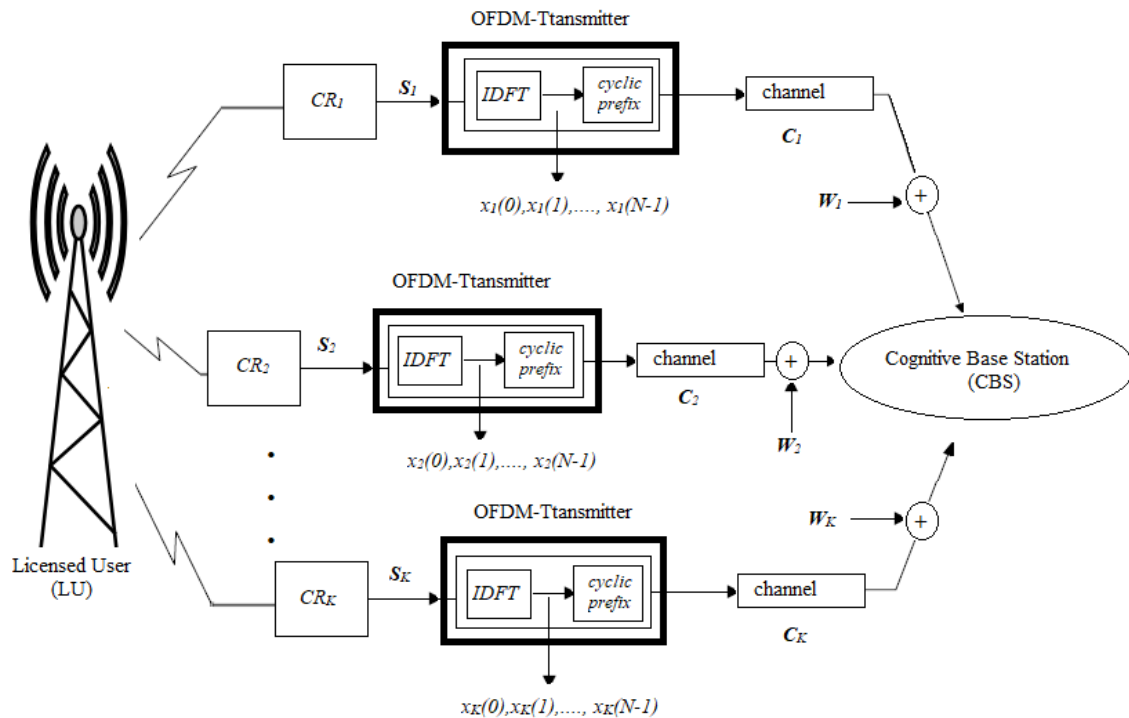 OFDM-Ttansmitter
CR1
S1
IDFT
cyclic
prefix
channel
C1
x1(0),x1(1),...., x1(N-1)
W1
+
OFDM-Ttansmitter
CR2
S2
IDFT
cyclic
prefix
channel
C2
+
W2
Cognitive Base Station
(CBS)
x2(0),x2(1),...., x2(N-1)
OFDM-Ttansmitter
WK
+
Licensed User
(LU)
CRK
SK
IDFT
cyclic
prefix
channel
CK
xK(0),xK(1),...., xK(N-1)